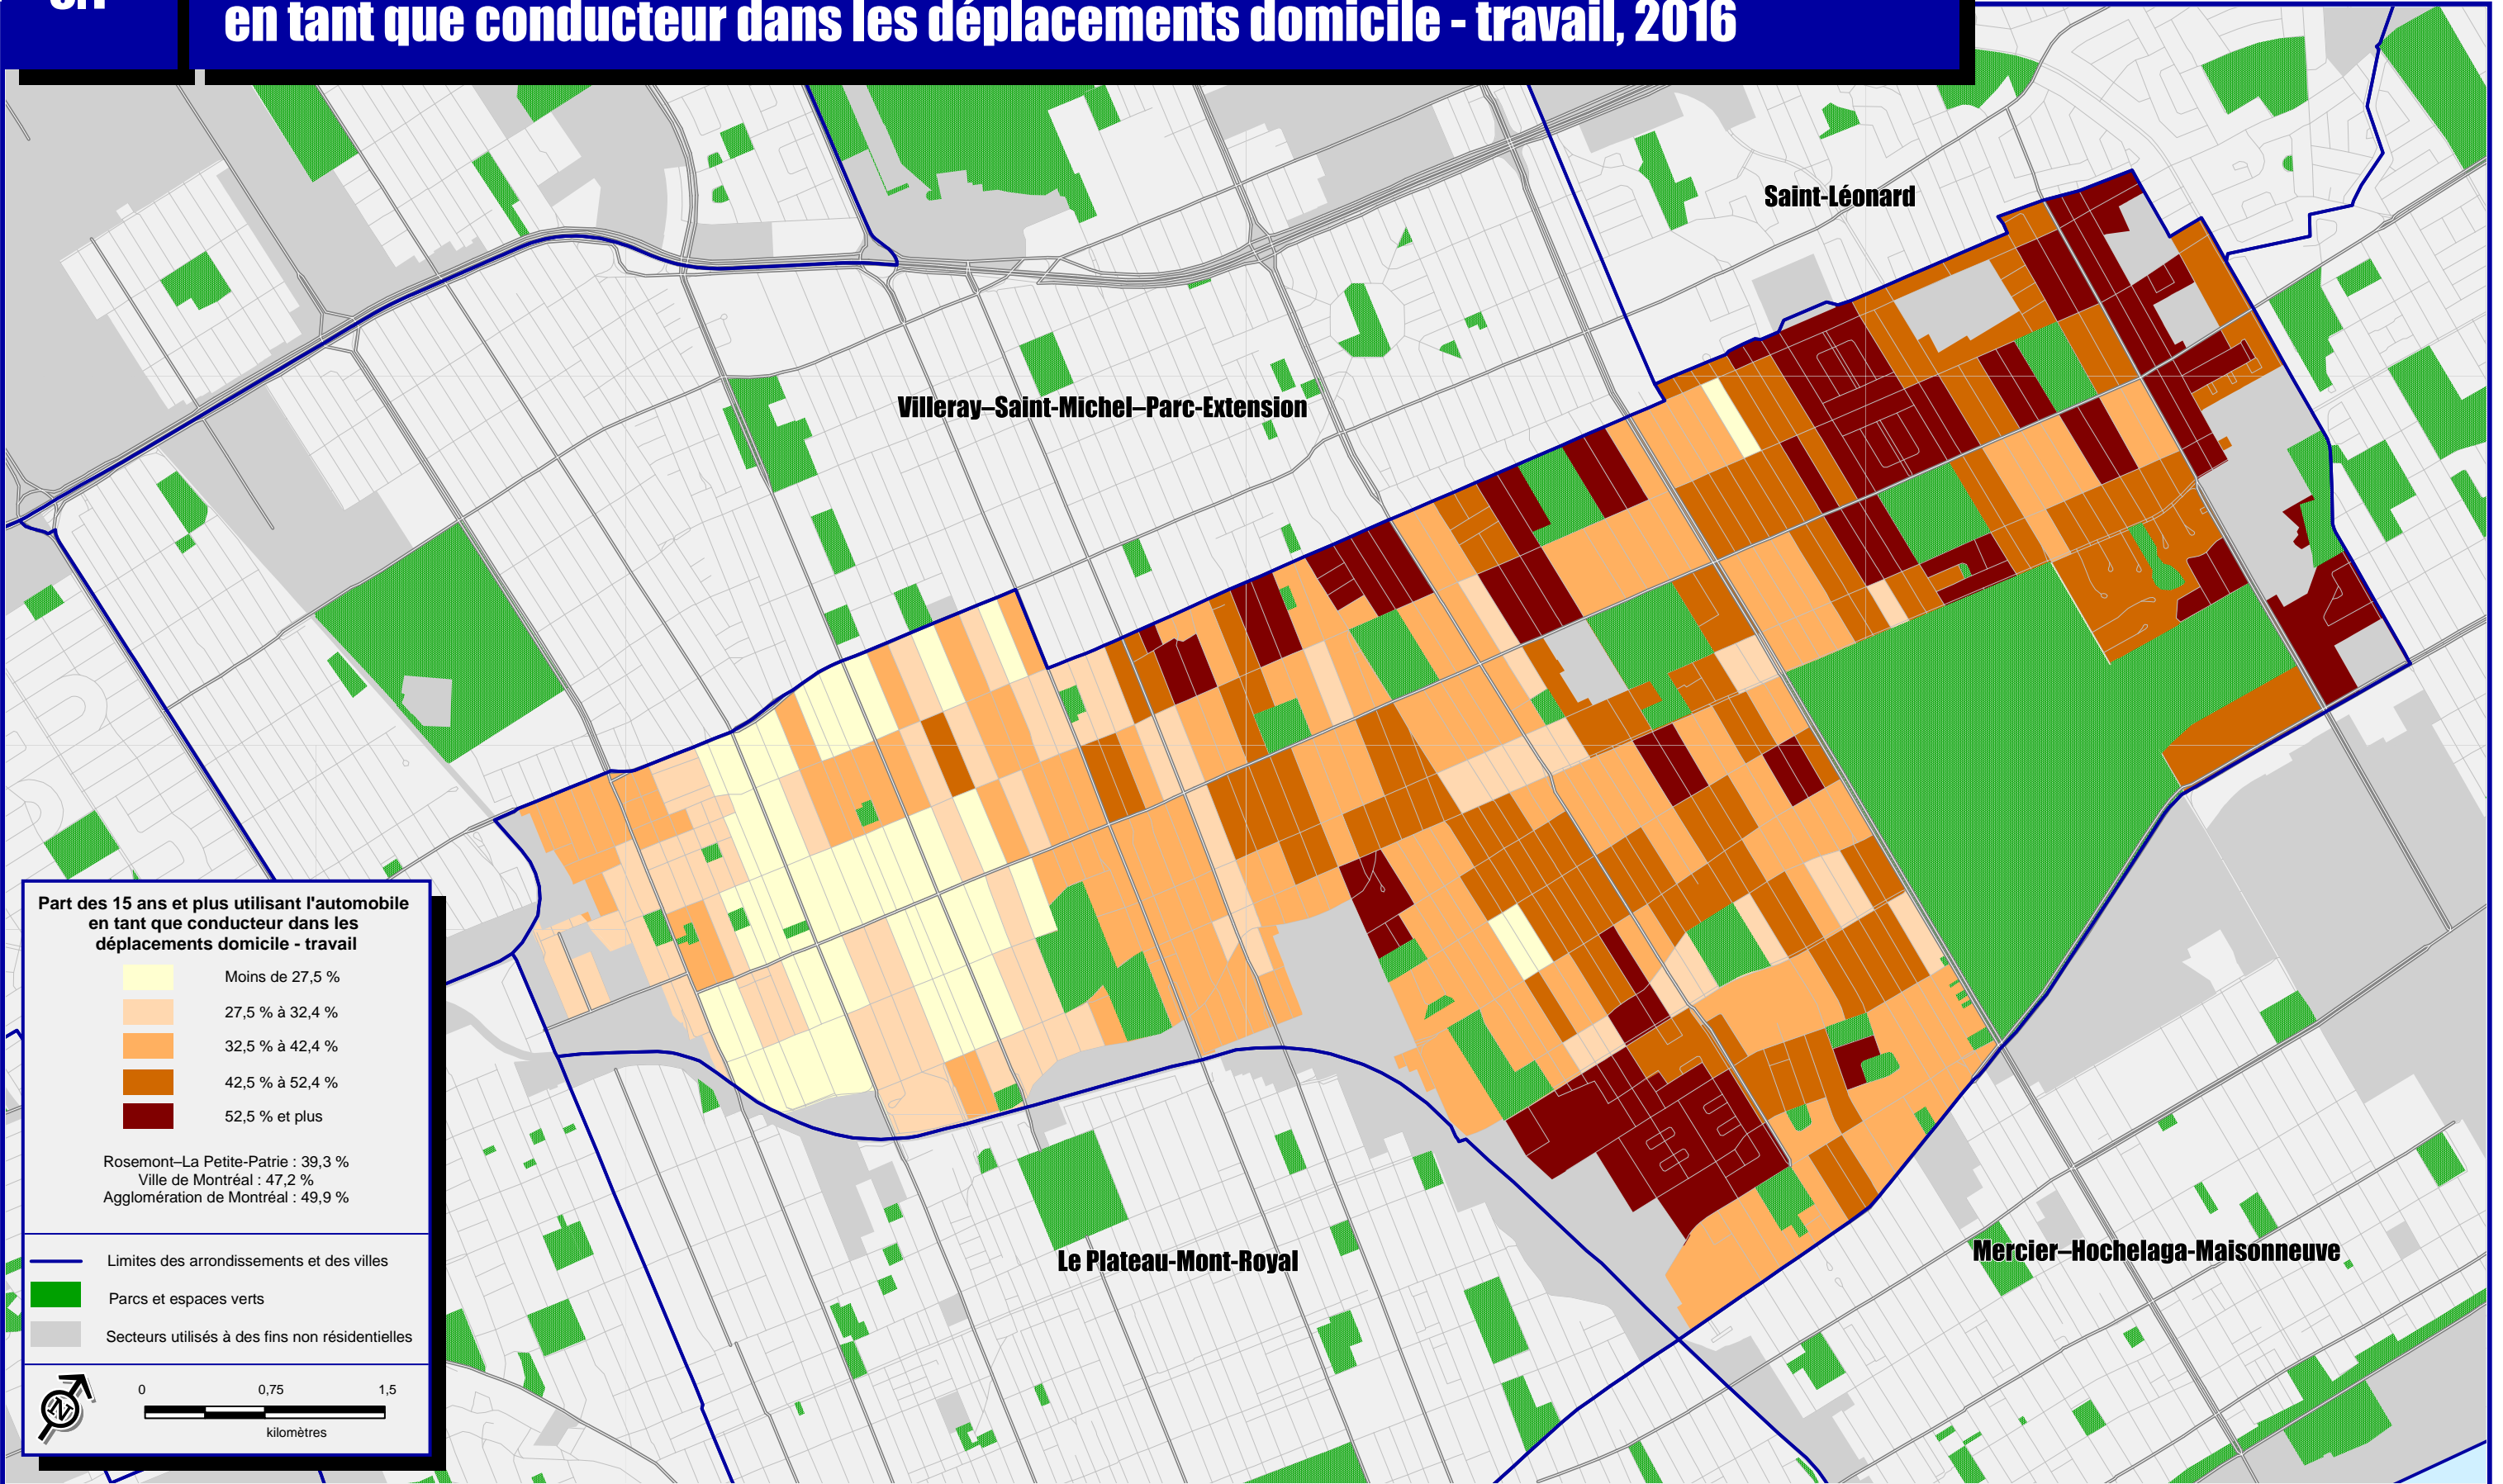 en tant que conducteur dans les déplacements domicile - travail, 2016
Saint-Léonard
Villeray–Saint-Michel–Parc-Extension
Le Plateau-Mont-Royal
Mercier–Hochelaga-Maisonneuve
Part des 15 ans et plus utilisant l'automobile
en tant que conducteur dans les
déplacements domicile - travail
Moins de 27,5 %
27,5 % à 32,4 %
32,5 % à 42,4 %
42,5 % à 52,4 %
52,5 % et plus
Rosemont–La Petite-Patrie : 39,3 %
Ville de Montréal : 47,2 %
Agglomération de Montréal : 49,9 %
Limites des arrondissements et des villes
Parcs et espaces verts
Secteurs utilisés à des fins non résidentielles
N
0 0,75 1,5
kilomètres